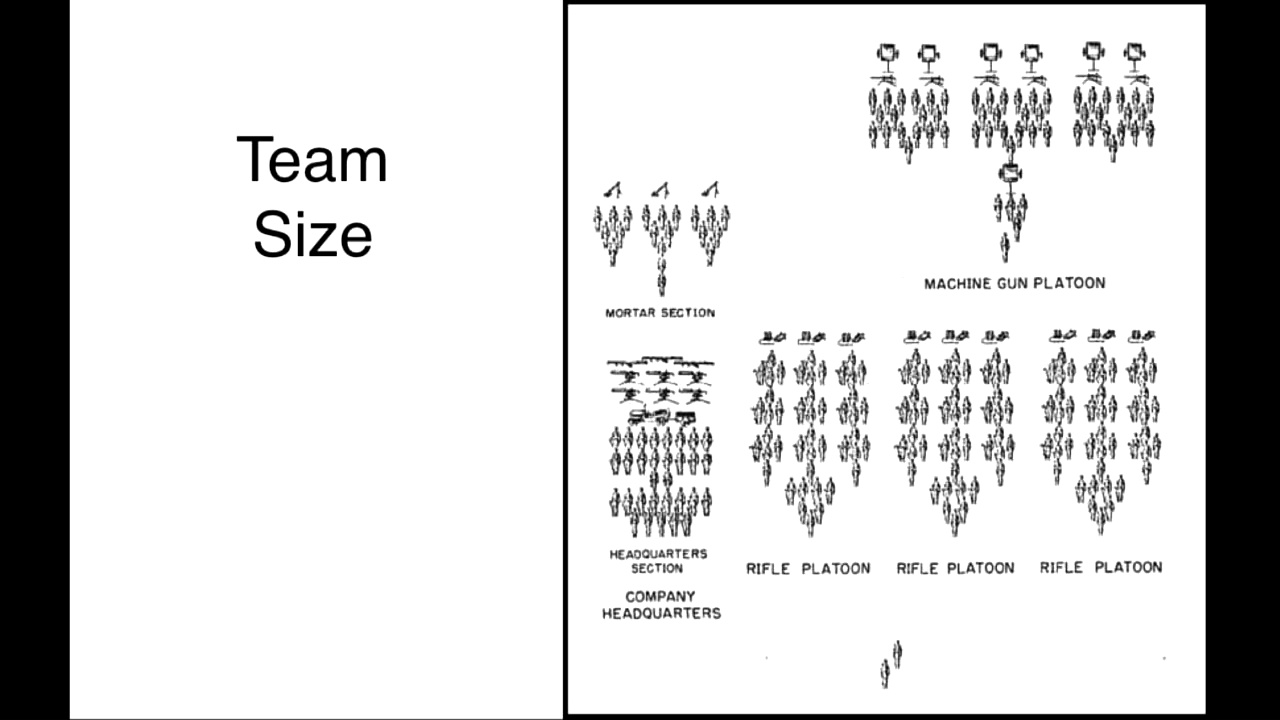 Team
Size
MACHINE GUN PLATOON
MORTAR SECTION
HEADQUARTERS
SECTION
RIFLE PLATOON
RIFLE PLATOON
RIFLE PLATOON
COMPANY
HEADQUARTERS